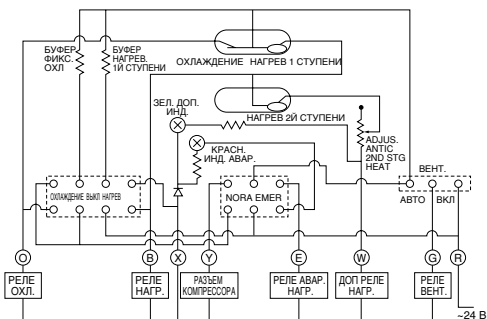 БУФЕР
ФИКС.
ОХЛ
БУФЕР
НАГРЕВ.
1Й СТУПЕНИ
ОХЛАЖДЕНИЕ НАГРЕВ 1 СТУПЕНИ
ЗЕЛ. ДОП.
ИНД.
НАГРЕВ 2Й СТУПЕНИ
КРАСН.
ИНД. АВАР.
ADJUS.
ANTIC
2ND STG
HEAT
ВЕНТ.
АВТО ВКЛ
ОХЛАЖДЕНИЕ ВЫКЛ НАГРЕВ
NORA EMER
O B X Y E W G R
РЕЛЕ
ОХЛ.
РЕЛЕ
НАГР.
РАЗЪЕМ
КОМПРЕССОРА
РЕЛЕ АВАР.
НАГР.
ДОП РЕЛЕ
НАГР.
РЕЛЕ
ВЕНТ.
~24 В